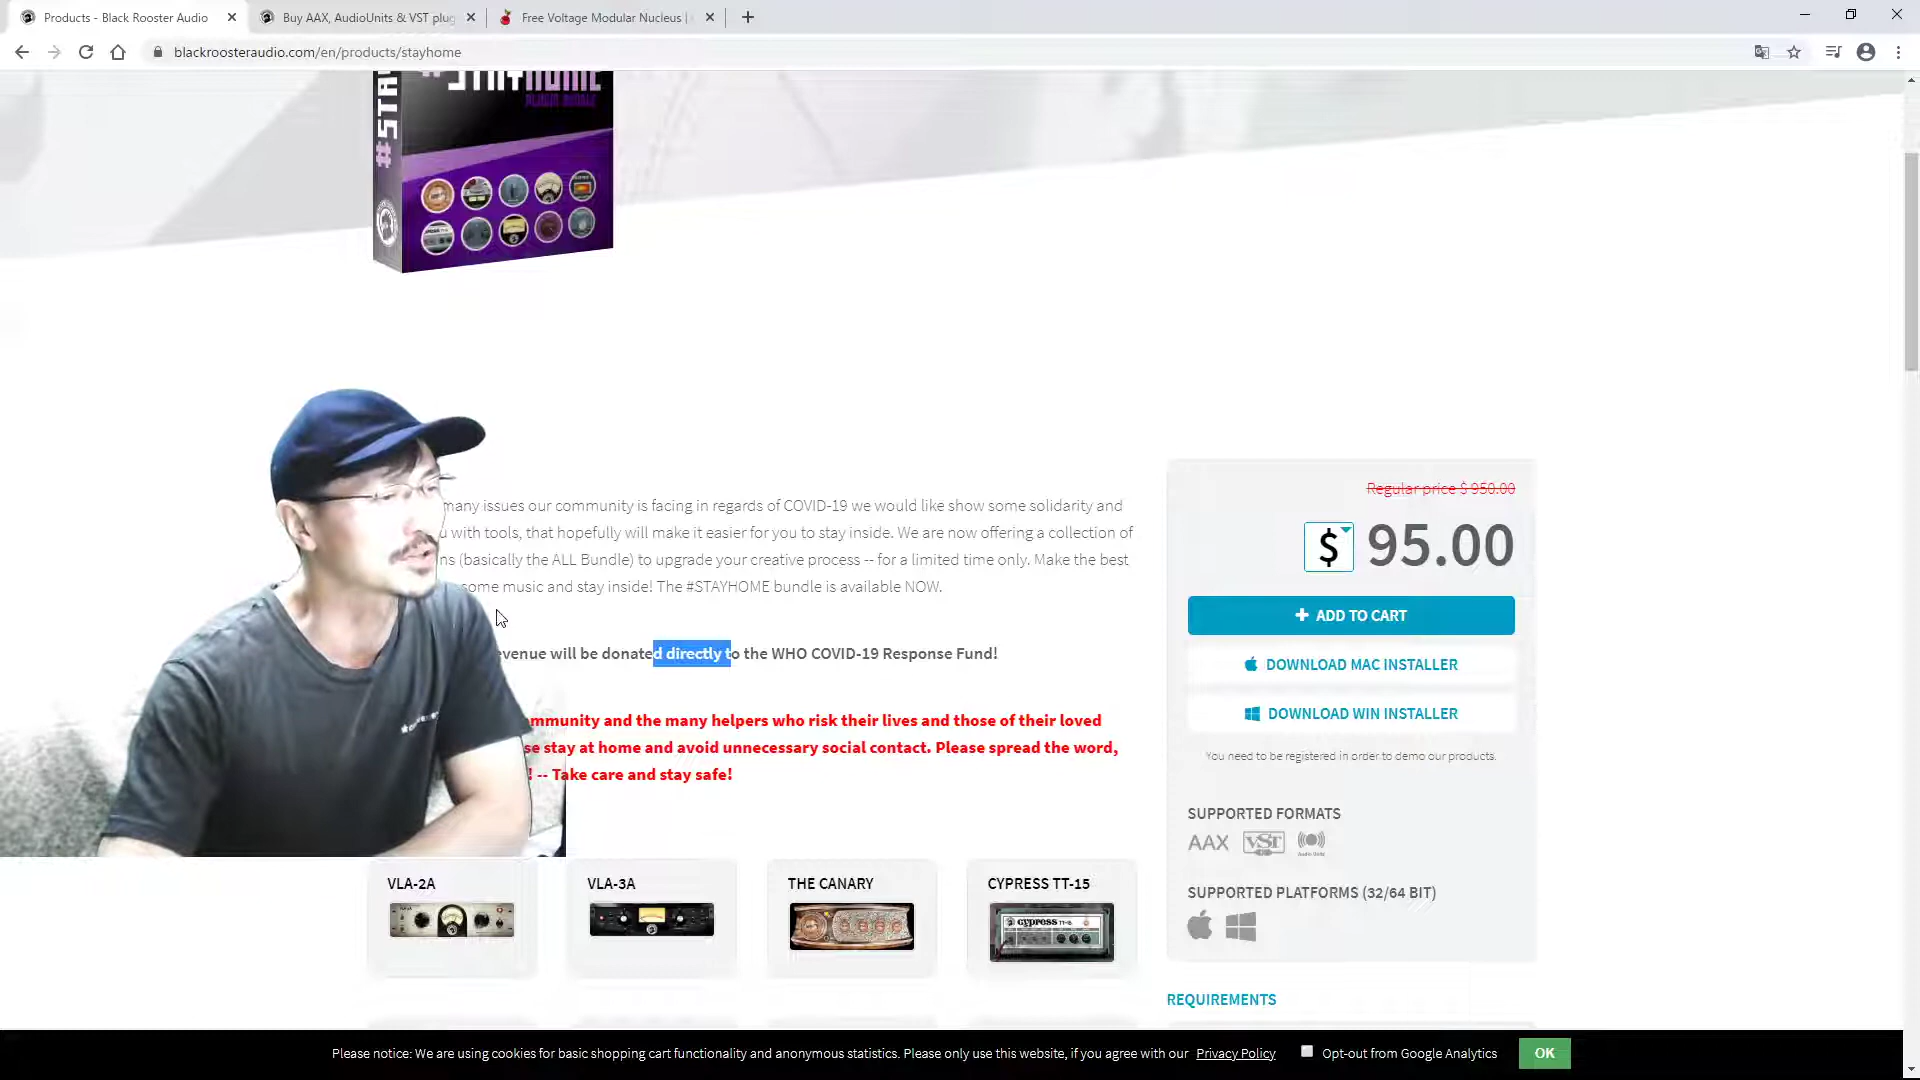 Products - Black Rooster Audio
Buy AAX, AudioUnits & VST plug
Free Voltage Modular Nucleus |
blackroosteraudio.com/en/products/stayhome
#STAYHOME
PLUGIN BUNDLE
many issues our community is facing in regards of COVID-19 we would like show some solidarity and
with tools, that hopefully will make it easier for you to stay inside. We are now offering a collection of
(basically the ALL Bundle) to upgrade your creative process -- for a limited time only. Make the best
some music and stay inside! The #STAYHOME bundle is available NOW.
evenue will be donated directly to the WHO COVID-19 Response Fund!
mmunity and the many helpers who risk their lives and those of their loved
se stay at home and avoid unnecessary social contact. Please spread the word,
! -- Take care and stay safe!
Regular price $ 950.00
$ 95.00
+ ADD TO CART
DOWNLOAD MAC INSTALLER
DOWNLOAD WIN INSTALLER
You need to be registered in order to demo our products.
SUPPORTED FORMATS
AAX VST Audio Units
SUPPORTED PLATFORMS (32/64 BIT)
VLA-2A
VLA-3A
THE CANARY
CYPRESS TT-15
cypress TT-15
REQUIREMENTS
Please notice: We are using cookies for basic shopping cart functionality and anonymous statistics. Please only use this website, if you agree with our Privacy Policy
Opt-out from Google Analytics
OK